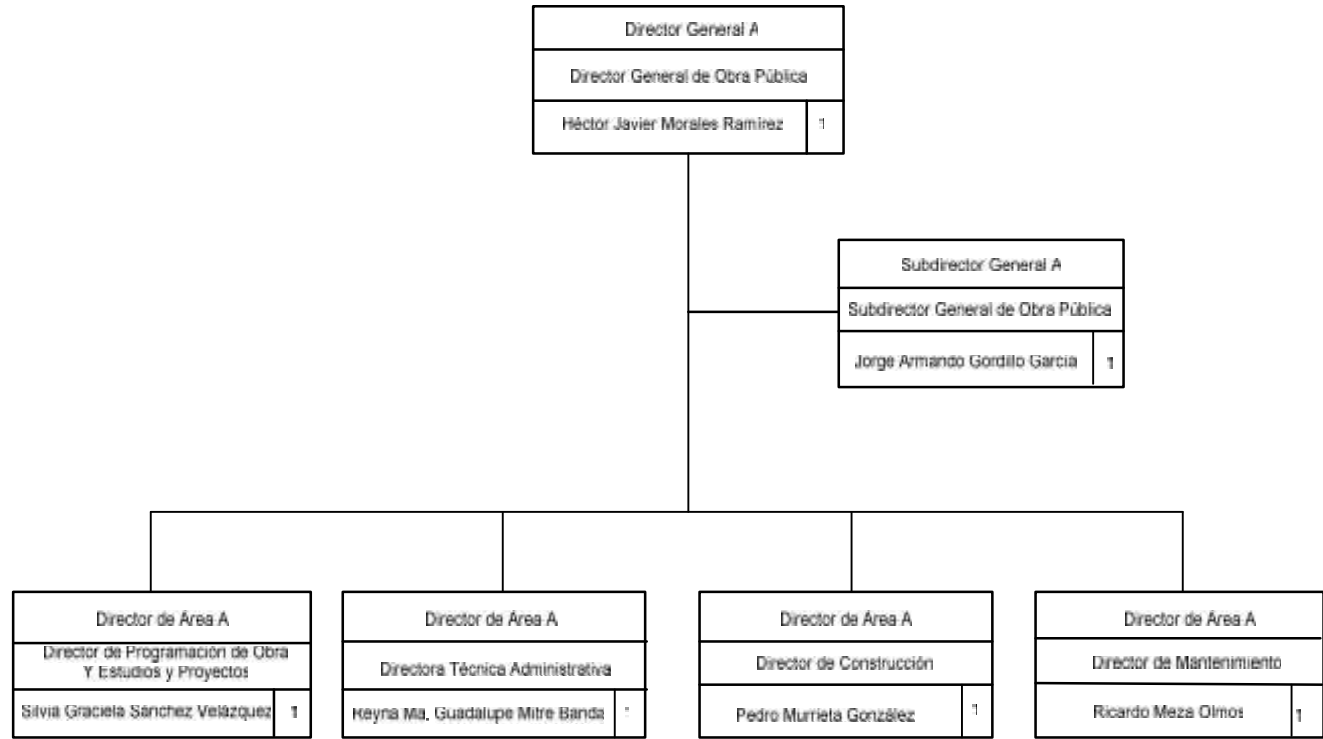 Director General A
Director General de Obra Pública
Héctor Javier Morales Ramírez 1
Subdirector General A
Subdirector General de Obra Pública
Jorge Armando Gordillo García 1
Director de Área A
Director de Programación de Obra
Y Estudios y Proyectos
Silvia Graciela Sánchez Velázquez 1
Director de Área A
Directora Técnica Administrativa
Reyna Ma. Guadalupe Mitre Banda 1
Director de Área A
Director de Construcción
Pedro Murrieta González 1
Director de Área A
Director de Mantenimiento
Ricardo Meza Olmos 1